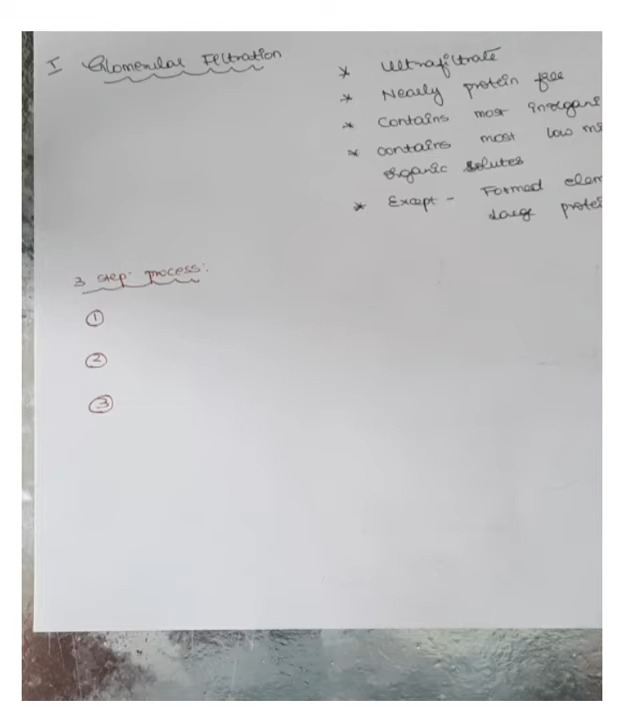 I Glomerular Filtration
* Ultrafiltrate
* Nearly protein free
* Contains most inorgani
* contains most low m
organic solutes
* Except - Formed elem
Large protei
3 step process:
①
②
③